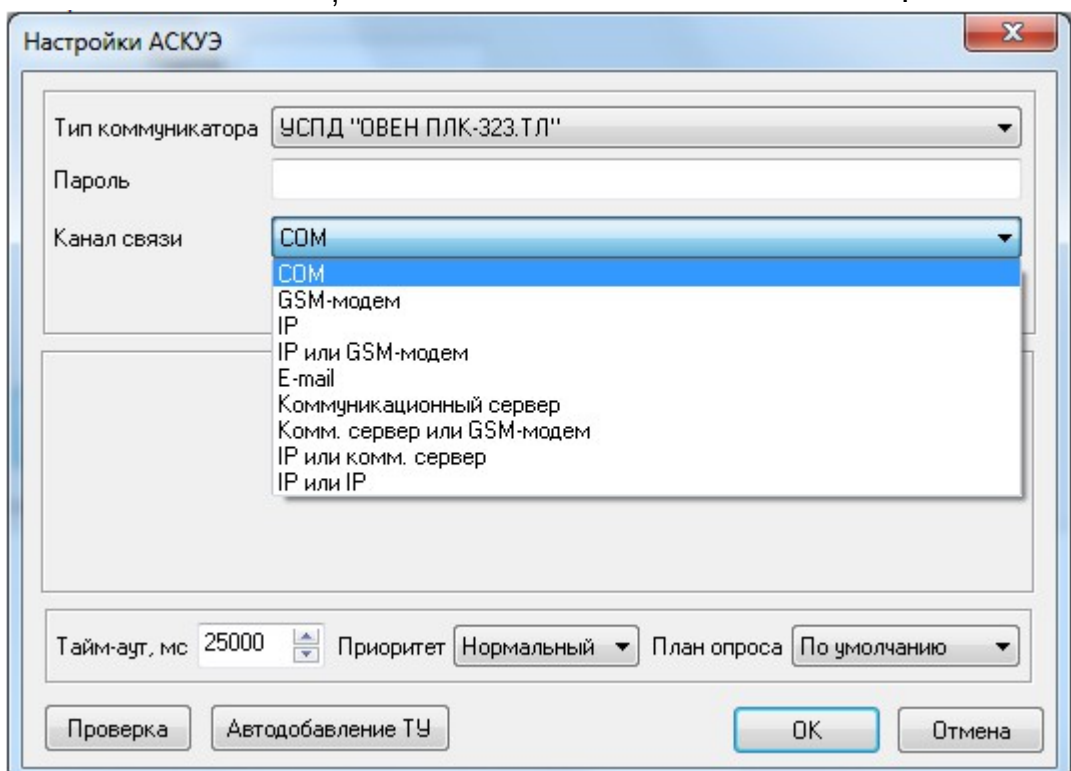 Настройки АСКУЭ
Тип коммуникатора УСПД "ОВЕН ПЛК-323.ТЛ"
Пароль
Канал связи COM
COM
GSM-модем
IP
IP или GSM-модем
E-mail
Коммуникационный сервер
Комм. сервер или GSM-модем
IP или комм. сервер
IP или IP
Тайм-аут, мс 25000 Приоритет Нормальный План опроса По умолчанию
Проверка Автодобавление ТУ OK Отмена